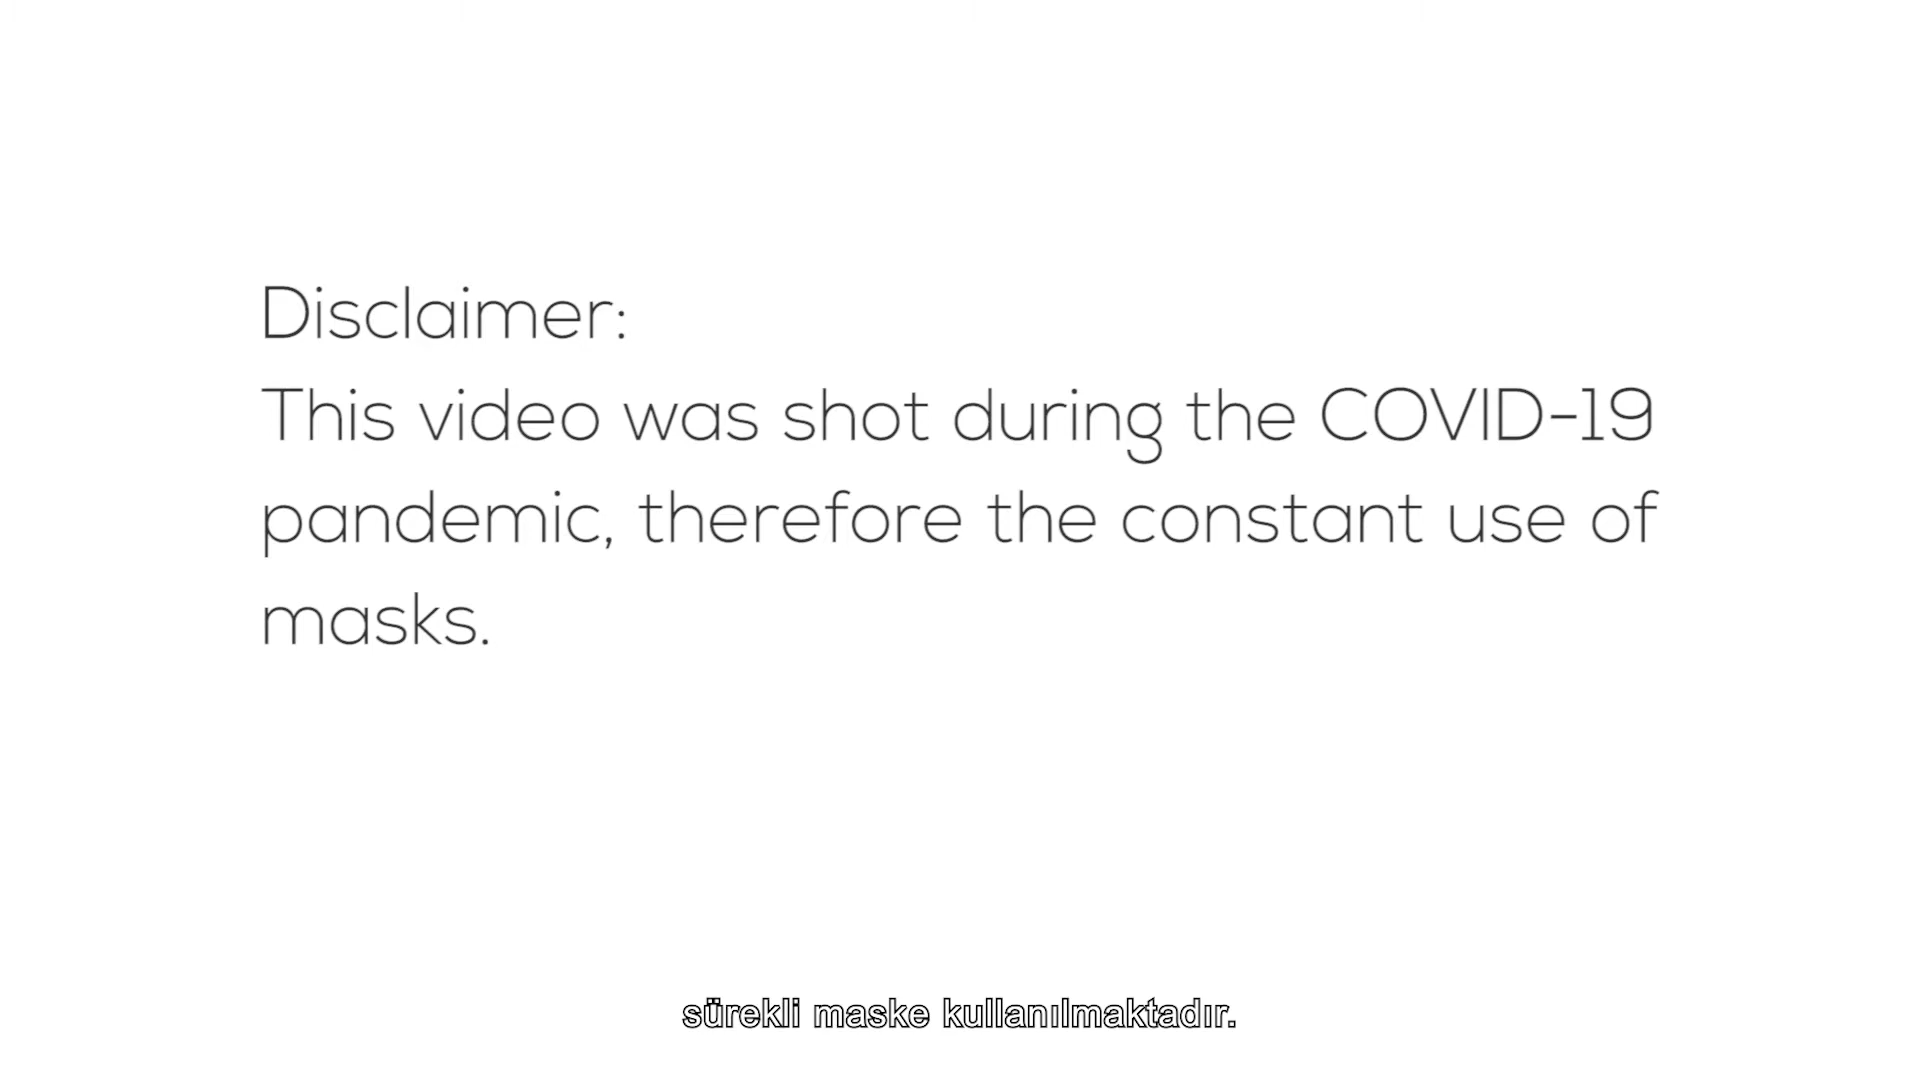 Disclaimer:
This video was shot during the COVID-19
pandemic, therefore the constant use of
masks.
sürekli maske kullanılmaktadır.